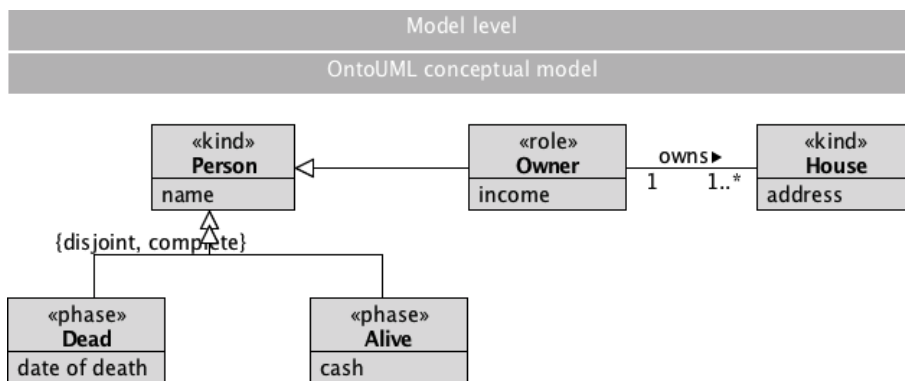 Model level
OntoUML conceptual model
«kind»
Person
name
«role»
Owner
income
owns▸
1
1..*
«kind»
House
address
{disjoint, complete}
«phase»
Dead
date of death
«phase»
Alive
cash